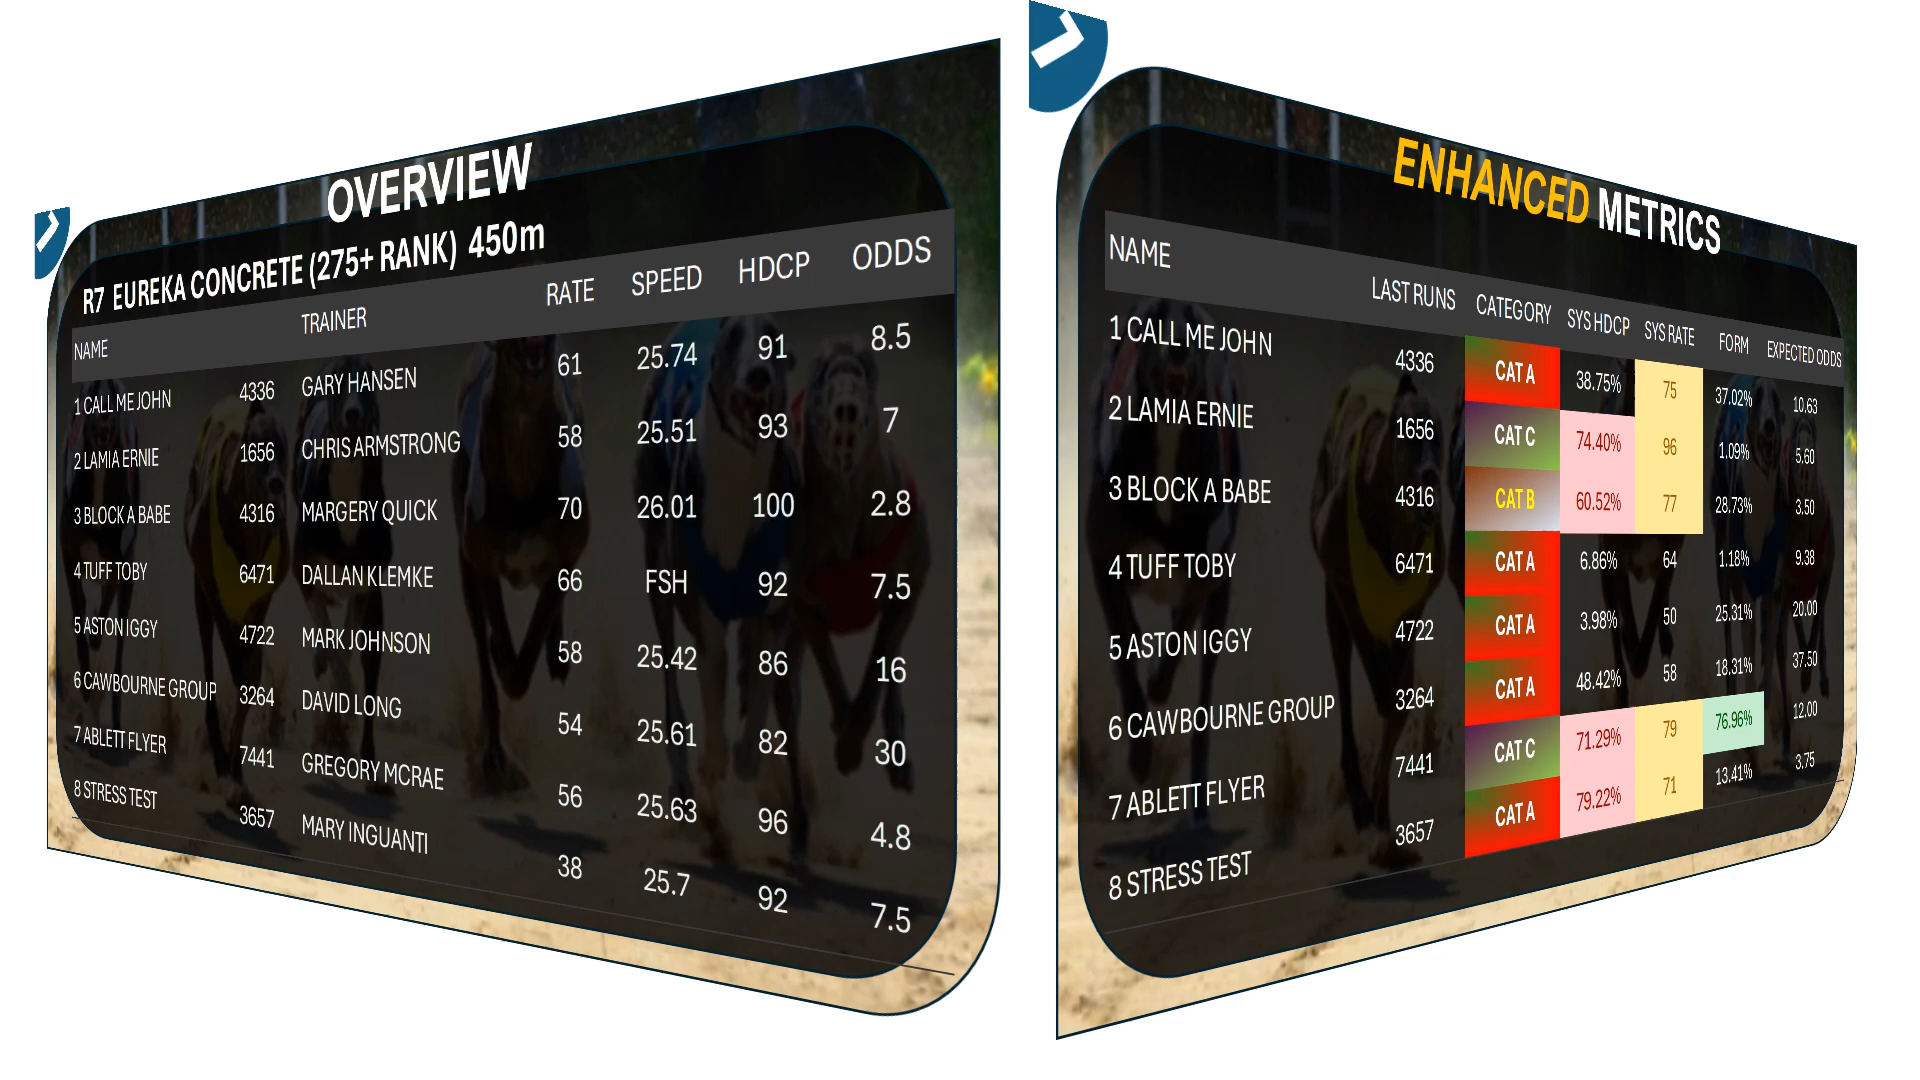 OVERVIEW
R7 EUREKA CONCRETE (275+ RANK) 450m
NAME TRAINER RATE SPEED HDCP ODDS
1 CALL ME JOHN 4336 GARY HANSEN 61 25.74 91 8.5
2 LAMIA ERNIE 1656 CHRIS ARMSTRONG 58 25.51 93 7
3 BLOCK A BABE 4316 MARGERY QUICK 70 26.01 100 2.8
4 TUFF TOBY 6471 DALLAN KLEMKE 66 FSH 92 7.5
5 ASTON IGGY 4722 MARK JOHNSON 58 25.42 86 16
6 CAWBOURNE GROUP 3264 DAVID LONG 54 25.61 82 30
7 ABLETT FLYER 7441 GREGORY MCRAE 56 25.63 96 4.8
8 STRESS TEST 3657 MARY INGUANTI 38 25.7 92 7.5
ENHANCED METRICS
NAME LAST RUNS CATEGORY SYS HDCP SYS RATE FORM EXPECTED ODDS
1 CALL ME JOHN 4336 CAT A 38.75% 75 37.02% 10.63
2 LAMIA ERNIE 1656 CAT C 74.40% 96 1.09% 5.60
3 BLOCK A BABE 4316 CAT B 60.52% 77 28.73% 3.50
4 TUFF TOBY 6471 CAT A 6.86% 64 1.18% 9.38
5 ASTON IGGY 4722 CAT A 3.98% 50 25.31% 20.00
6 CAWBOURNE GROUP 3264 CAT A 48.42% 58 18.31% 37.50
7 ABLETT FLYER 7441 CAT C 71.29% 79 76.96% 12.00
8 STRESS TEST 3657 CAT A 79.22% 71 13.41% 3.75